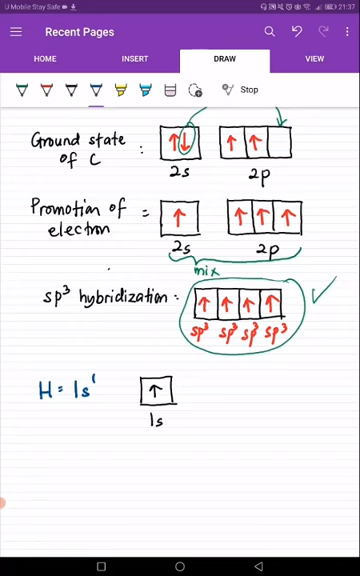 U Mobile Stay Safe
21:37
Recent Pages
HOME INSERT DRAW VIEW
Stop
Ground state of C :
2s 2p
Promotion of electron =
2s 2p
mix
sp³ hybridization :
sp³ sp³ sp³ sp³
H = 1s¹
1s